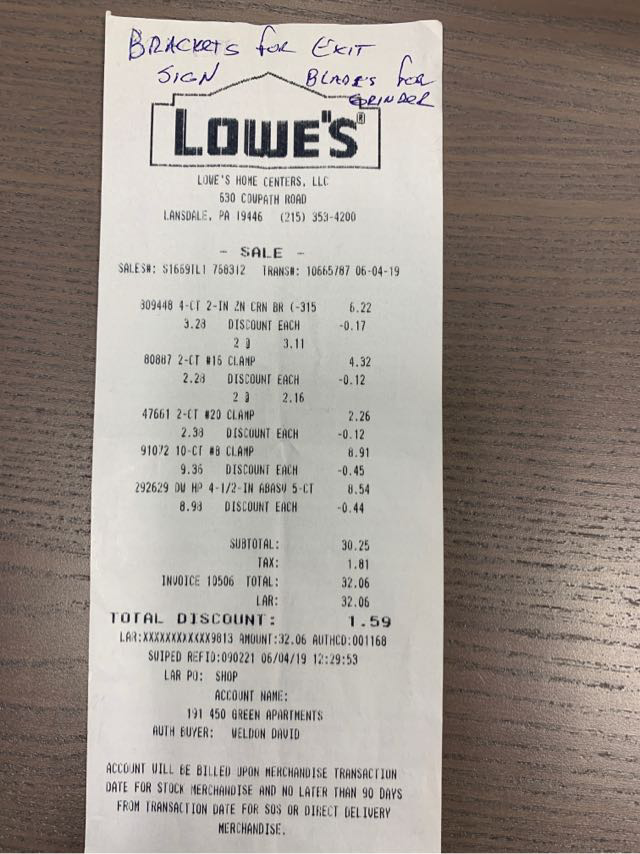 BRACKETS for EXIT
SIGN BLADES for
GRINDER
LOWE'S®
LOWE'S HOME CENTERS, LLC
630 COWPATH ROAD
LANSDALE, PA 19446 (215) 353-4200
- SALE -
SALES#: S1659IL1 758312 TRANS#: 10665787 06-04-19
309448 4-CT 2-IN ZN CRN BR (-315 6.22
3.28 DISCOUNT EACH -0.17
2 @ 3.11
80887 2-CT #16 CLAMP 4.32
2.28 DISCOUNT EACH -0.12
2 @ 2.16
47661 2-CT #20 CLAMP 2.26
2.38 DISCOUNT EACH -0.12
91072 10-CT #8 CLAMP 8.91
9.36 DISCOUNT EACH -0.45
292629 DW HP 4-1/2-IN ABASV 5-CT 8.54
8.98 DISCOUNT EACH -0.44
SUBTOTAL: 30.25
TAX: 1.81
INVOICE 10506 TOTAL: 32.06
LAR: 32.06
TOTAL DISCOUNT: 1.59
LAR:XXXXXXXXXXXX9813 AMOUNT:32.06 AUTHCD:001168
SWIPED REFID:090221 06/04/19 12:29:53
LAR PO: SHOP
ACCOUNT NAME:
191 450 GREEN APARTMENTS
AUTH BUYER: WELDON DAVID
ACCOUNT WILL BE BILLED UPON MERCHANDISE TRANSACTION
DATE FOR STOCK MERCHANDISE AND NO LATER THAN 90 DAYS
FROM TRANSACTION DATE FOR SOS OR DIRECT DELIVERY
MERCHANDISE.